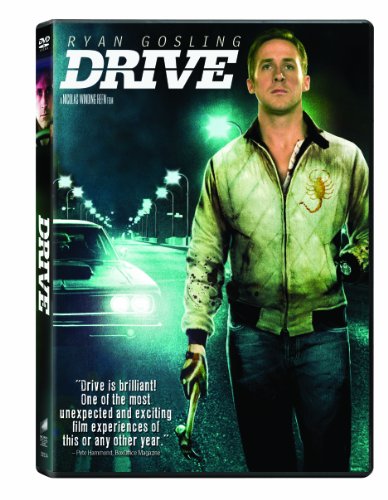 RYAN GOSLING
DRIVE
A NICOLAS WINDING REFN FILM
"Drive is brilliant!
One of the most
unexpected and exciting
film experiences of
this or any other year."
– Pete Hammond, BoxOffice Magazine
DVD
DRIVE